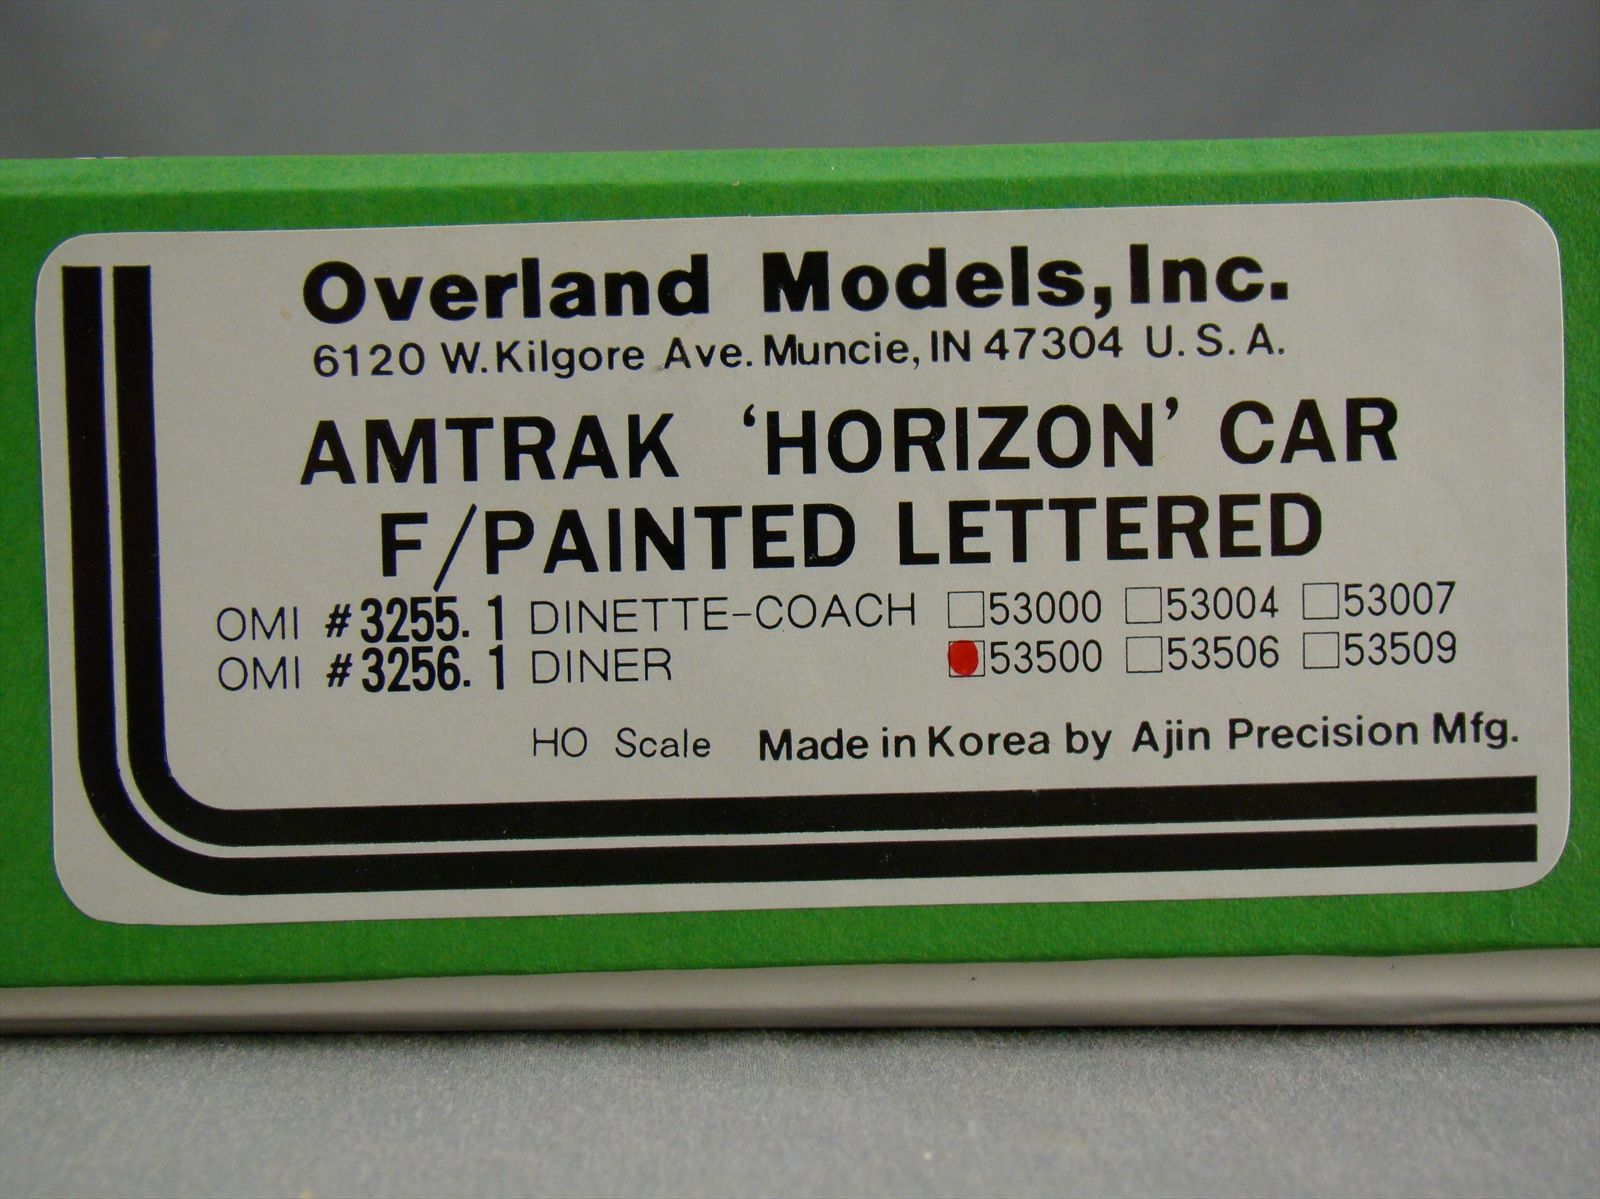 Overland Models, Inc.
6120 W. Kilgore Ave. Muncie, IN 47304 U.S.A.
AMTRAK ‘HORIZON’ CAR
F/PAINTED LETTERED
OMI #3255.1 DINETTE-COACH 53000 53004 53007
OMI #3256.1 DINER 53500 53506 53509
HO Scale Made in Korea by Ajin Precision Mfg.